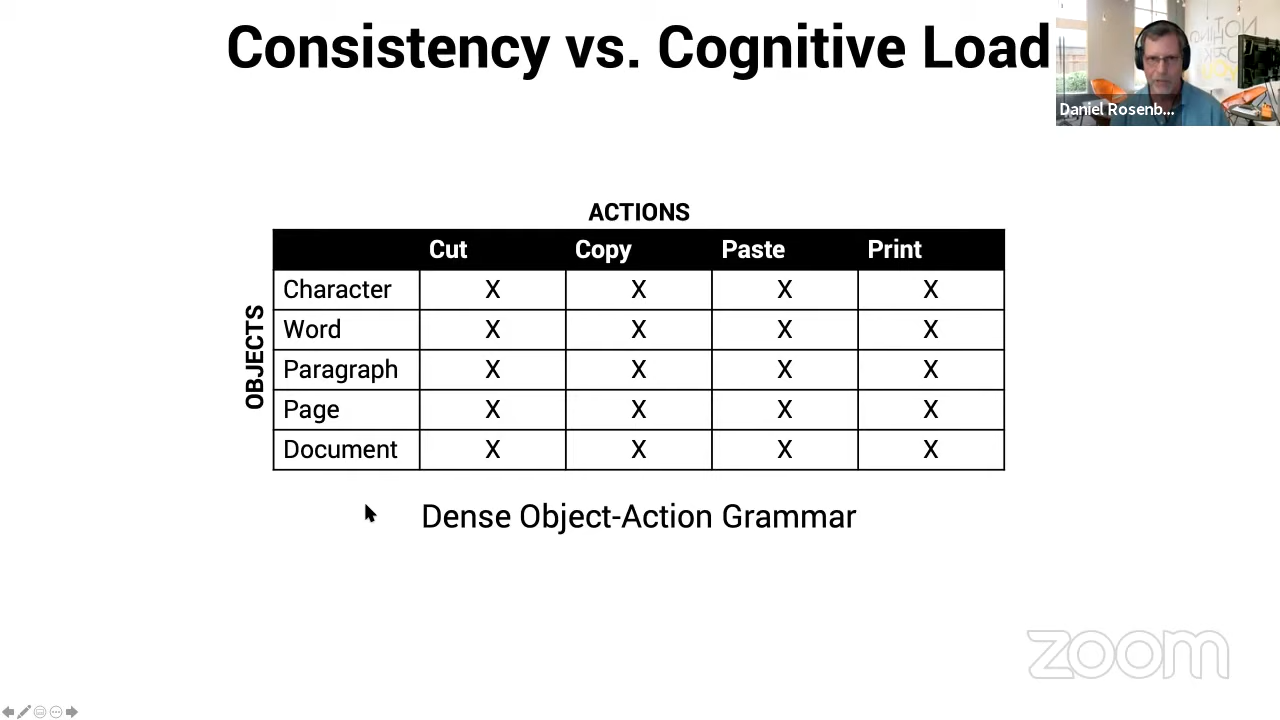 Consistency vs. Cognitive Load
Daniel Rosenb...
ACTIONS
Cut Copy Paste Print
OBJECTS
Character X X X X
Word X X X X
Paragraph X X X X
Page X X X X
Document X X X X
Dense Object-Action Grammar
zoom